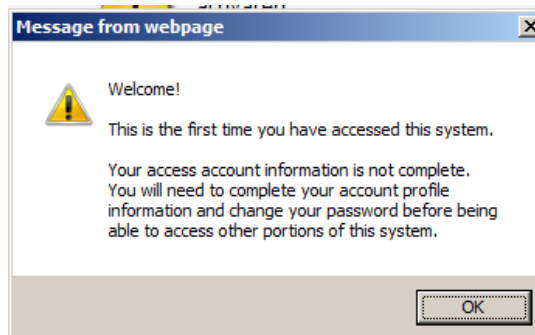 Message from webpage
Welcome!
This is the first time you have accessed this system.
Your access account information is not complete.
You will need to complete your account profile
information and change your password before being
able to access other portions of this system.
OK